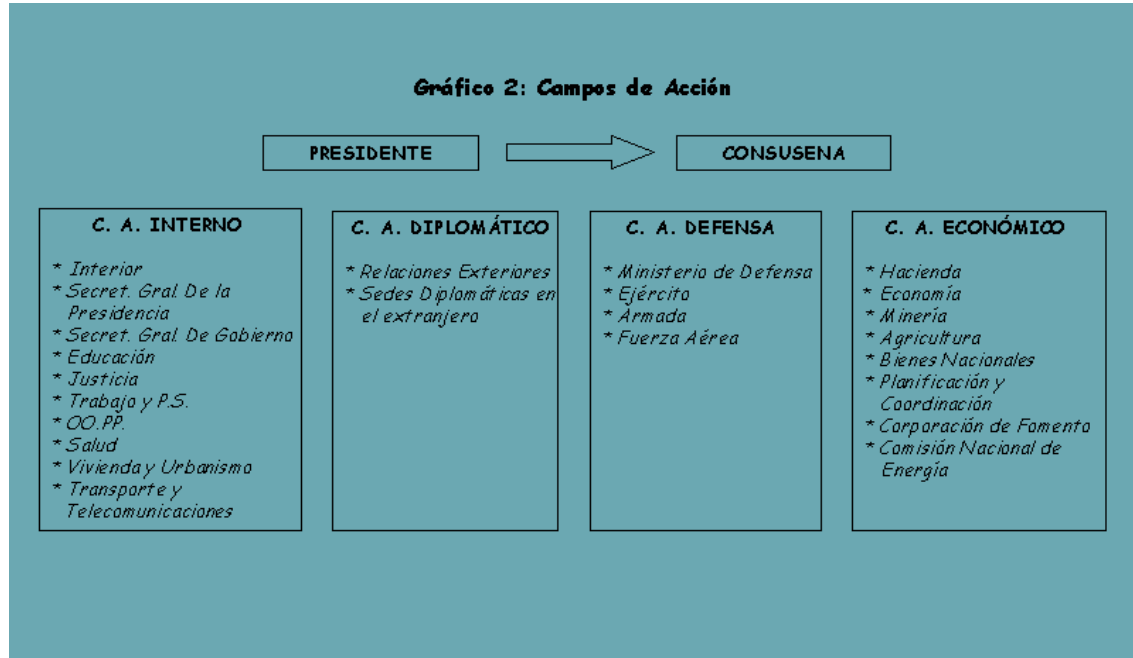 Gráfico 2: Campos de Acción
PRESIDENTE
CONSUSENA
C. A. INTERNO
* Interior
* Secret. Gral. De la
Presidencia
* Secret. Gral. De Gobierno
* Educación
* Justicia
* Trabajo y P.S.
* OO.PP.
* Salud
* Vivienda y Urbanismo
* Transporte y
Telecomunicaciones
C. A. DIPLOMÁTICO
* Relaciones Exteriores
* Sedes Diplomáticas en
el extranjero
C. A. DEFENSA
* Ministerio de Defensa
* Ejército
* Armada
* Fuerza Aérea
C. A. ECONÓMICO
* Hacienda
* Economía
* Minería
* Agricultura
* Bienes Nacionales
* Planificación y
Coordinación
* Corporación de Fomento
* Comisión Nacional de
Energía